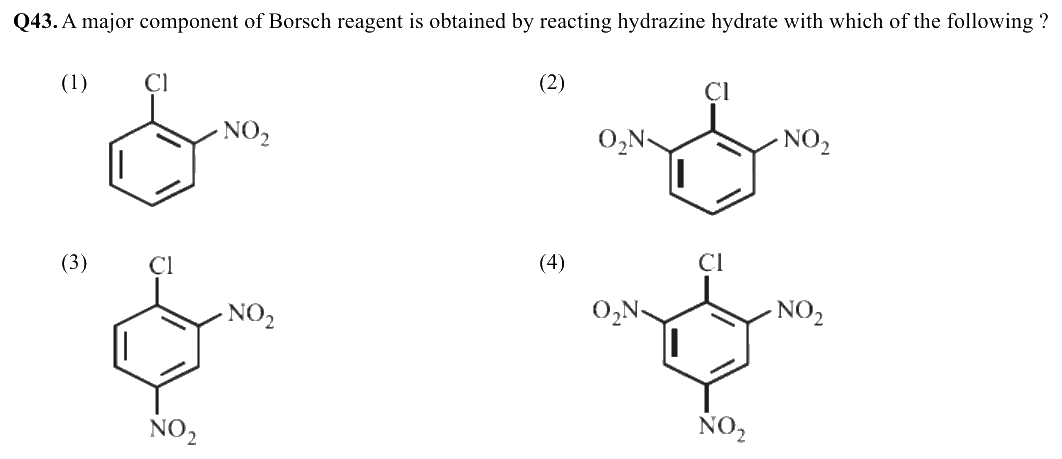 Q43. A major component of Borsch reagent is obtained by reacting hydrazine hydrate with which of the following ?
(1)
Cl
NO₂
(2)
Cl
O₂N
NO₂
(3)
Cl
NO₂
NO₂
(4)
Cl
O₂N
NO₂
NO₂